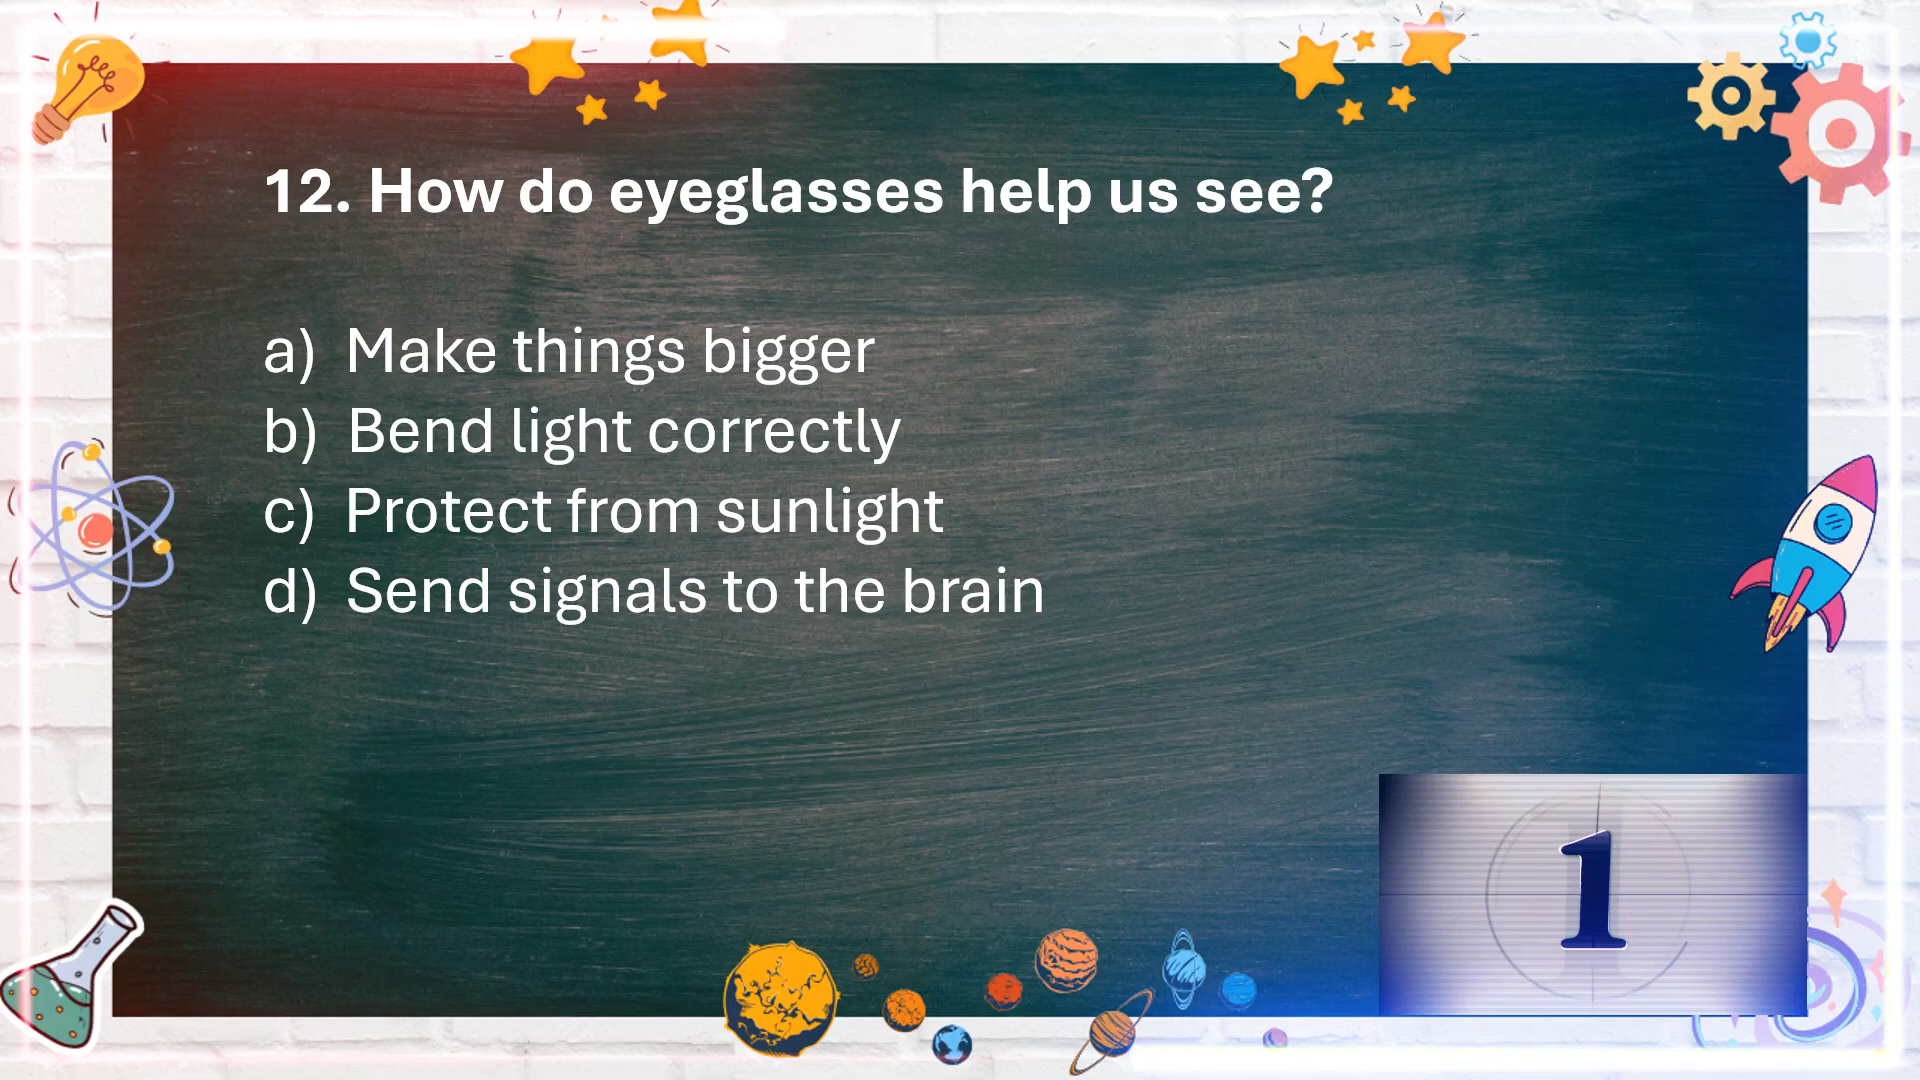 12. How do eyeglasses help us see?
a) Make things bigger
b) Bend light correctly
c) Protect from sunlight
d) Send signals to the brain
1